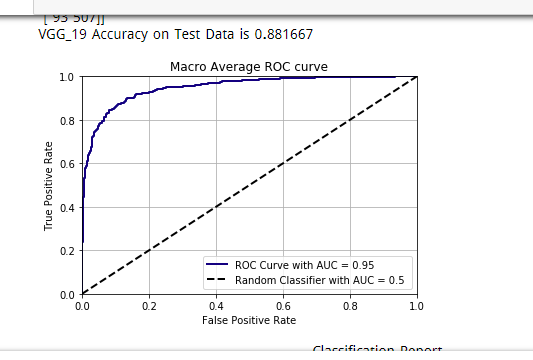 [ 93 507]]
VGG_19 Accuracy on Test Data is 0.881667
Macro Average ROC curve
1.0
0.8
0.6
0.4
0.2
0.0
True Positive Rate
ROC Curve with AUC = 0.95
Random Classifier with AUC = 0.5
0.0 0.2 0.4 0.6 0.8 1.0
False Positive Rate
Classification Report